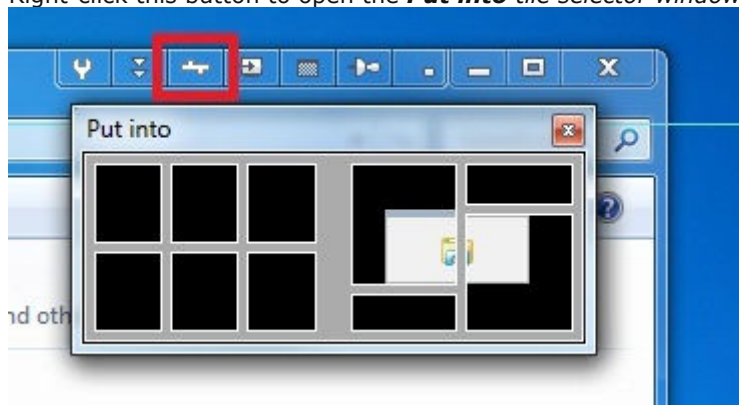 Right-click this button to open the Put into tile selector window
Put into
nd oth